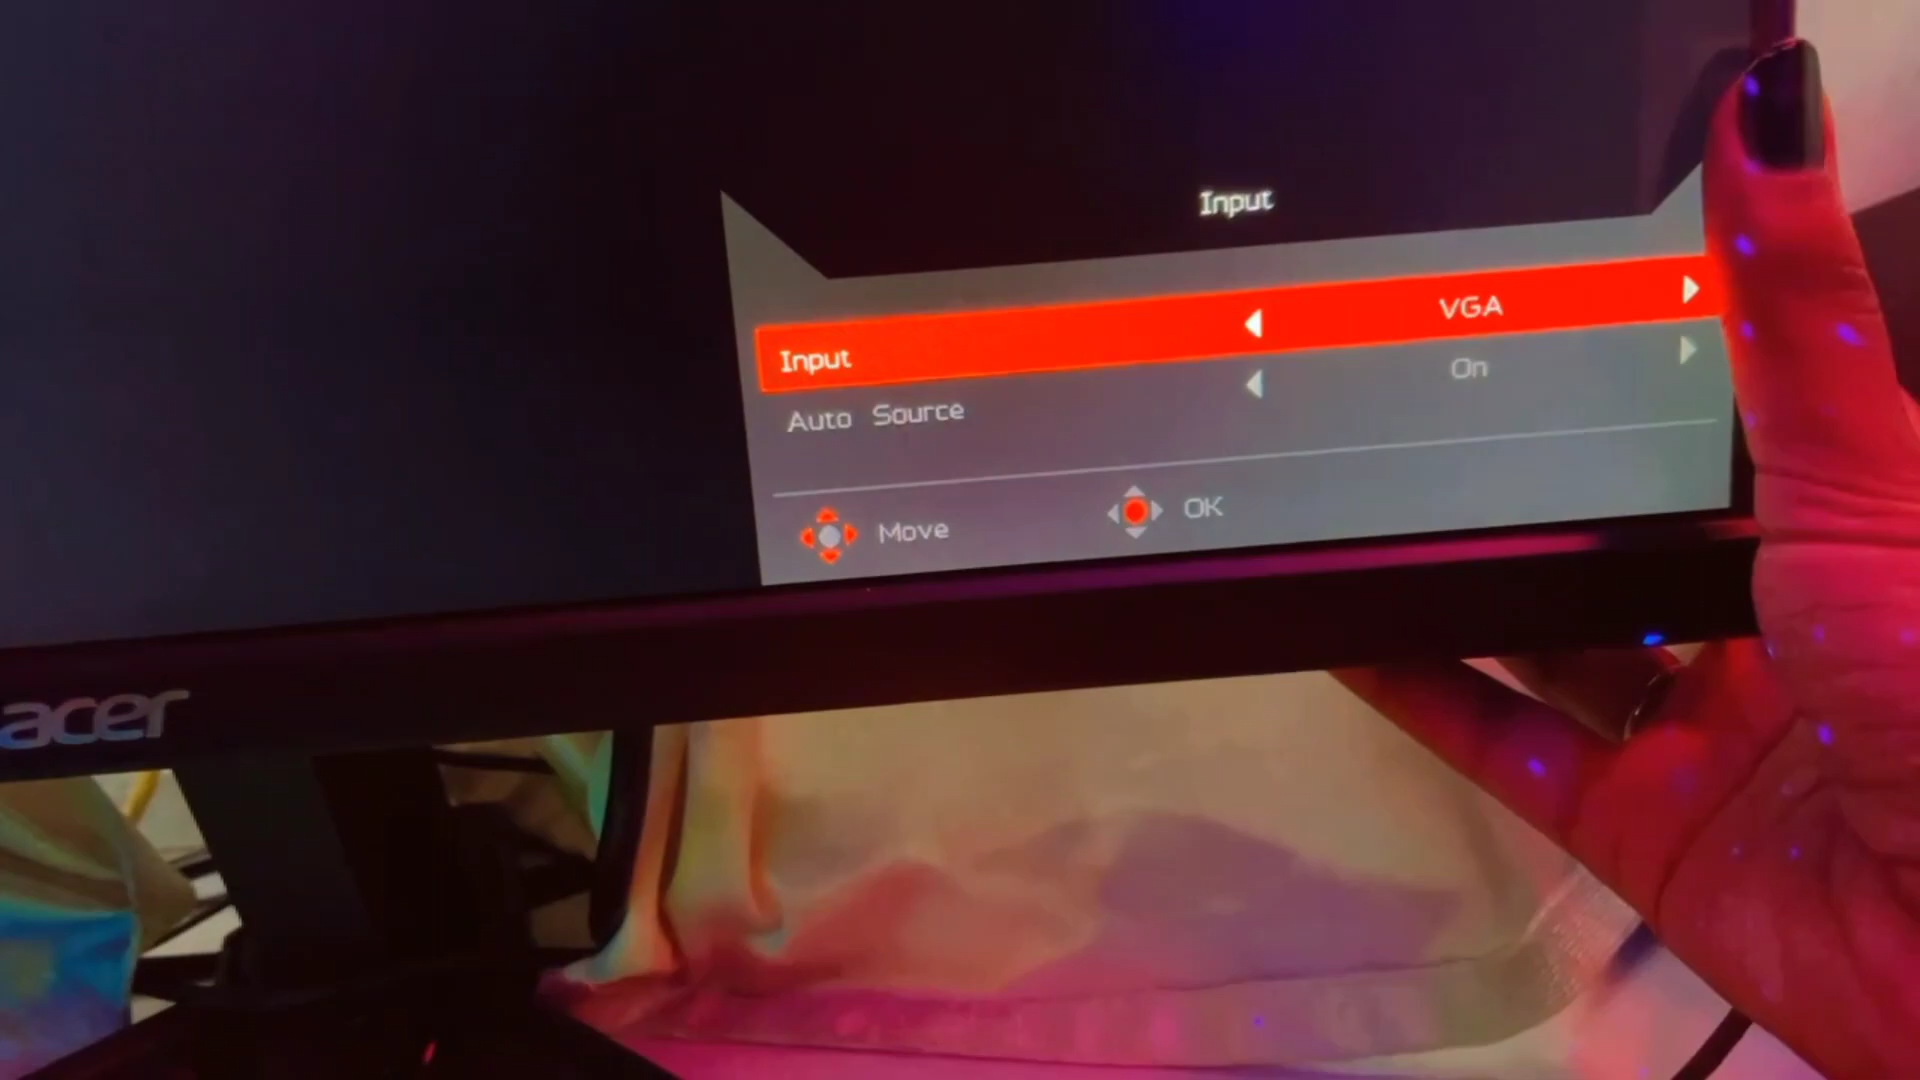 Input
Input VGA
Auto Source On
Move OK
acer